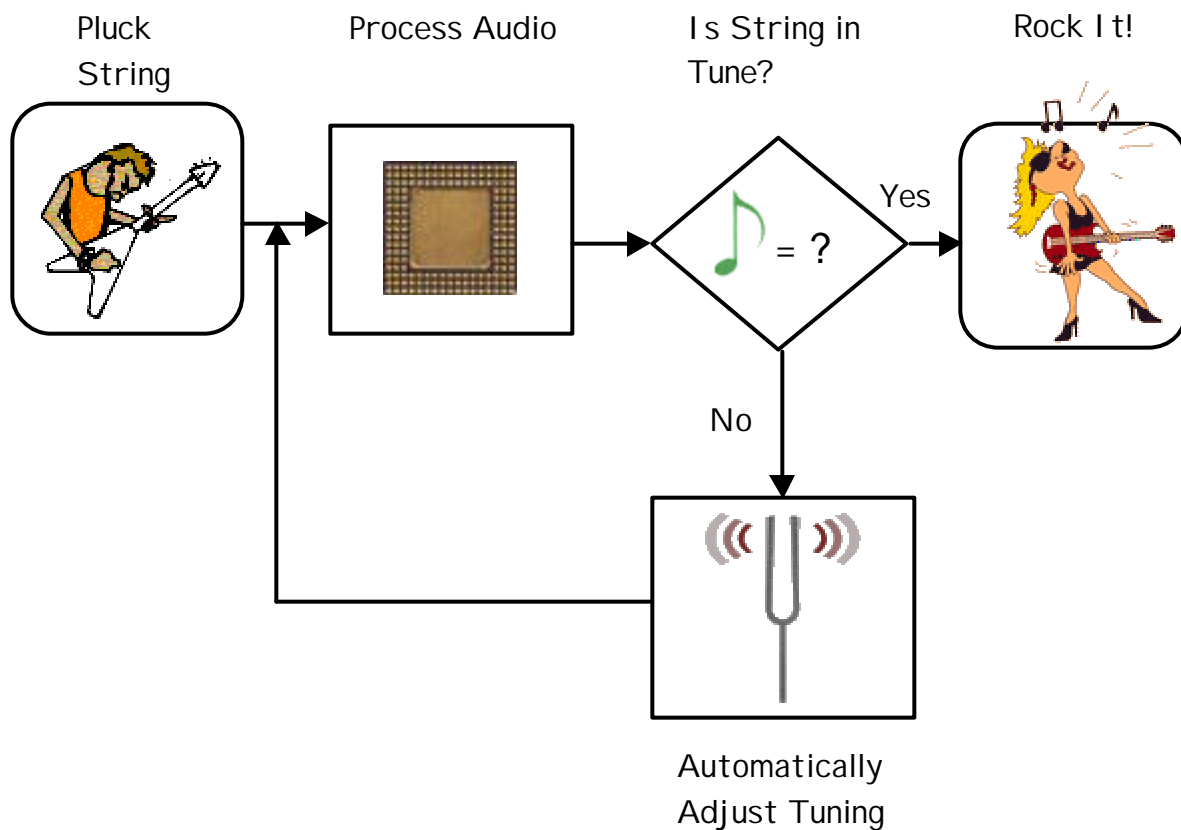 Pluck
String
Process Audio
Is String in
Tune?
Rock It!
= ?
Yes
No
Automatically
Adjust Tuning